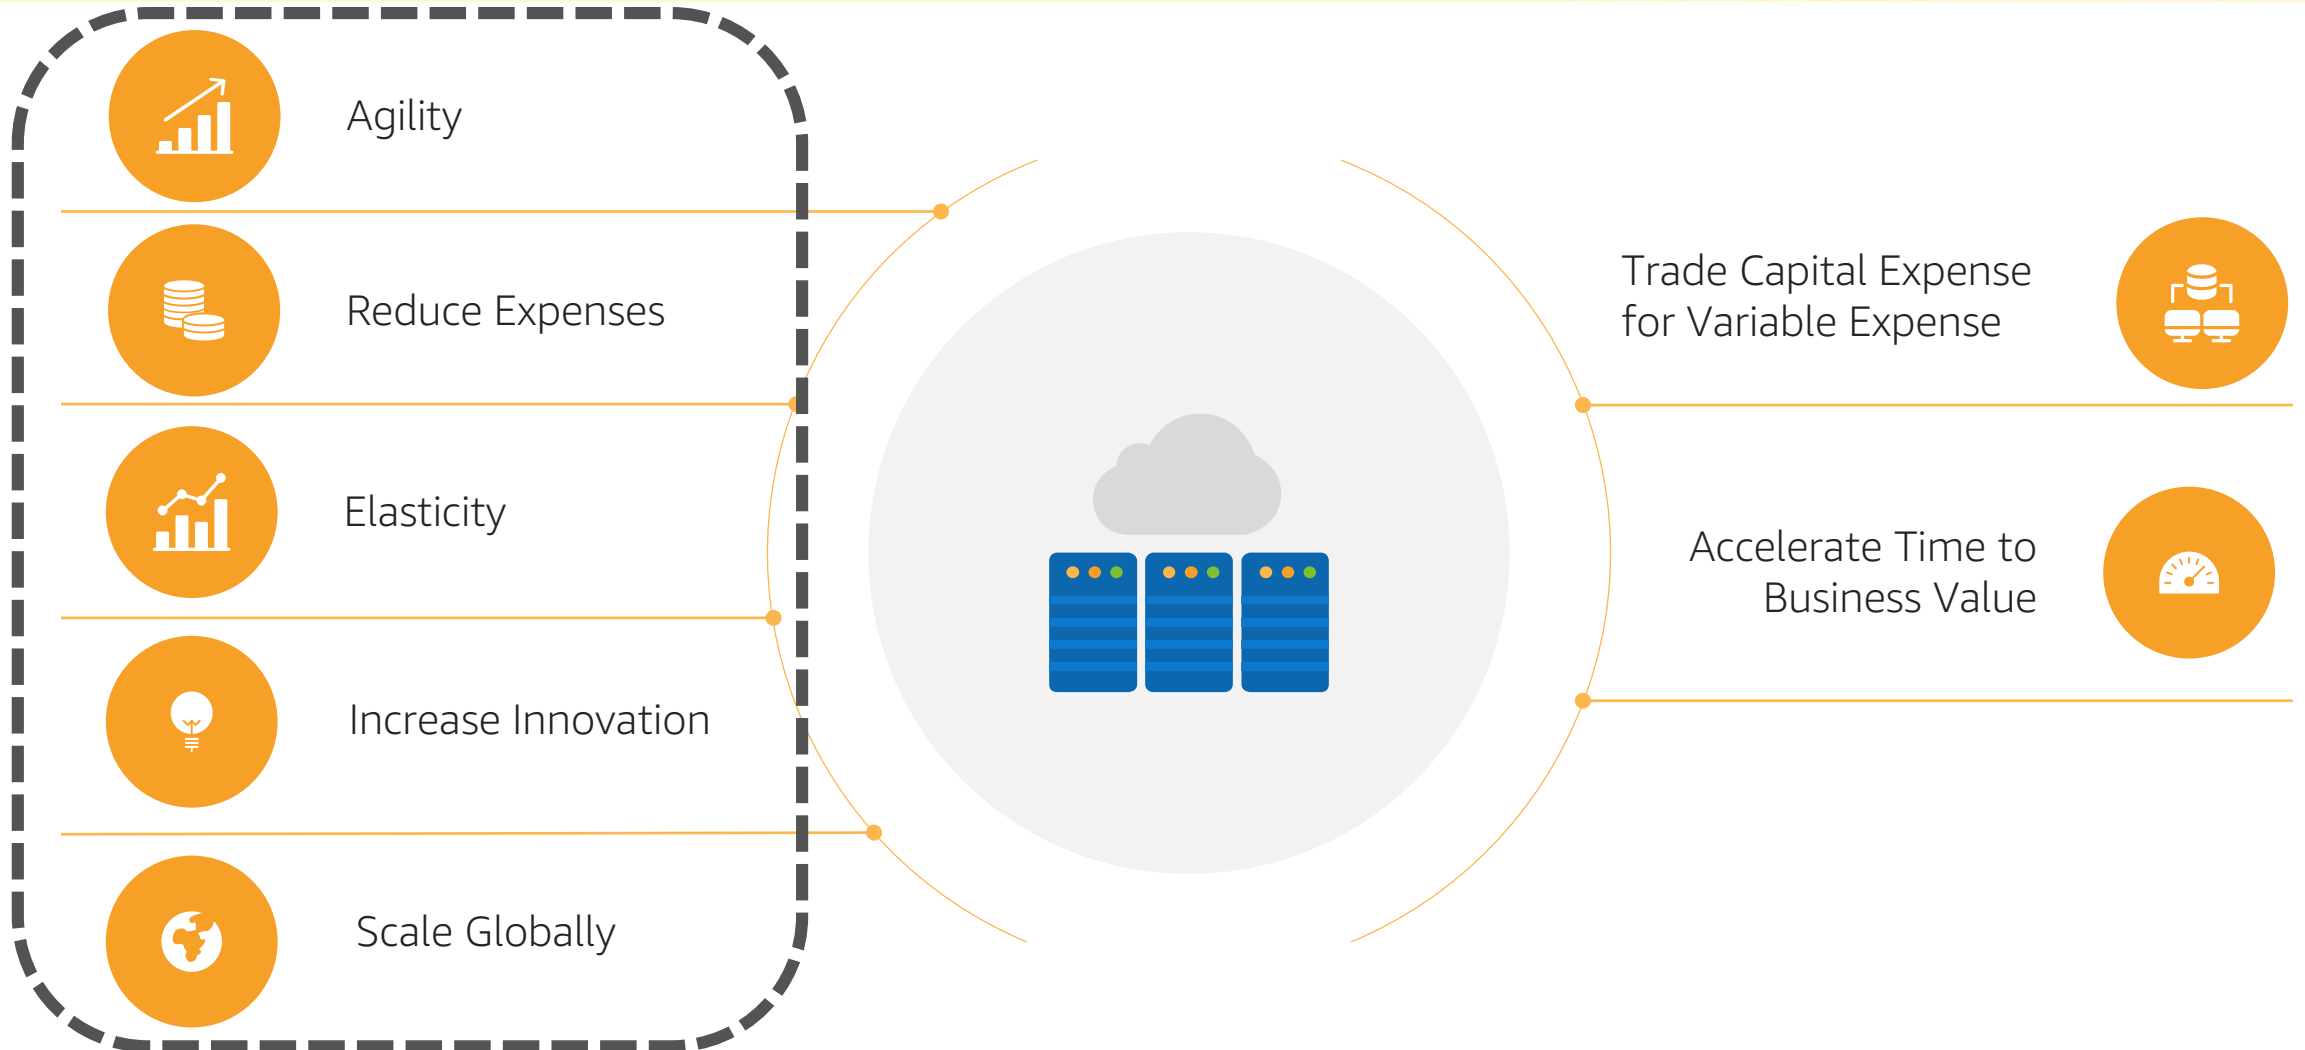 Agility
Reduce Expenses
Elasticity
Increase Innovation
Scale Globally
Trade Capital Expense
for Variable Expense
Accelerate Time to
Business Value